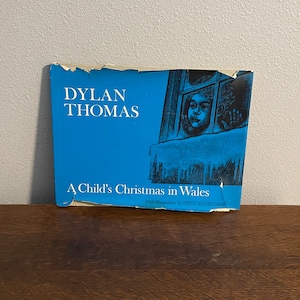 DYLAN
THOMAS
A Child's Christmas in Wales